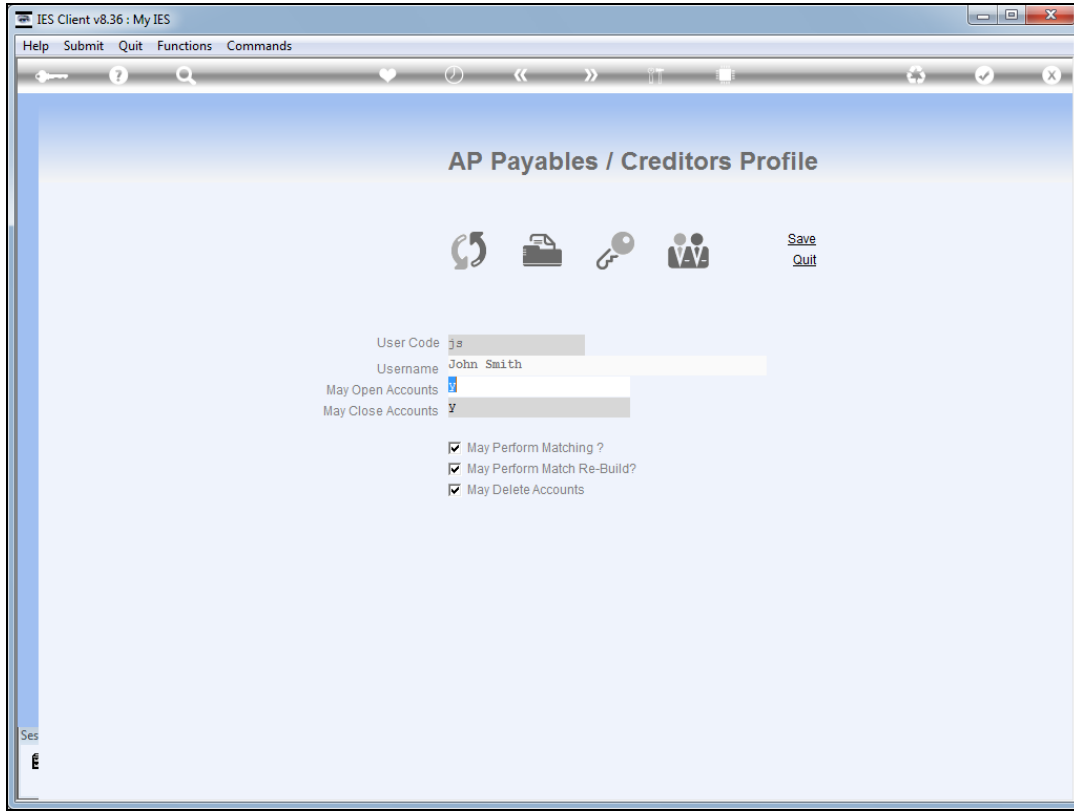 IES Client v8.36 : My IES
Help Submit Quit Functions Commands
AP Payables / Creditors Profile
Save
Quit
User Code js
Username John Smith
May Open Accounts y
May Close Accounts Y
May Perform Matching ?
May Perform Match Re-Build?
May Delete Accounts
Ses